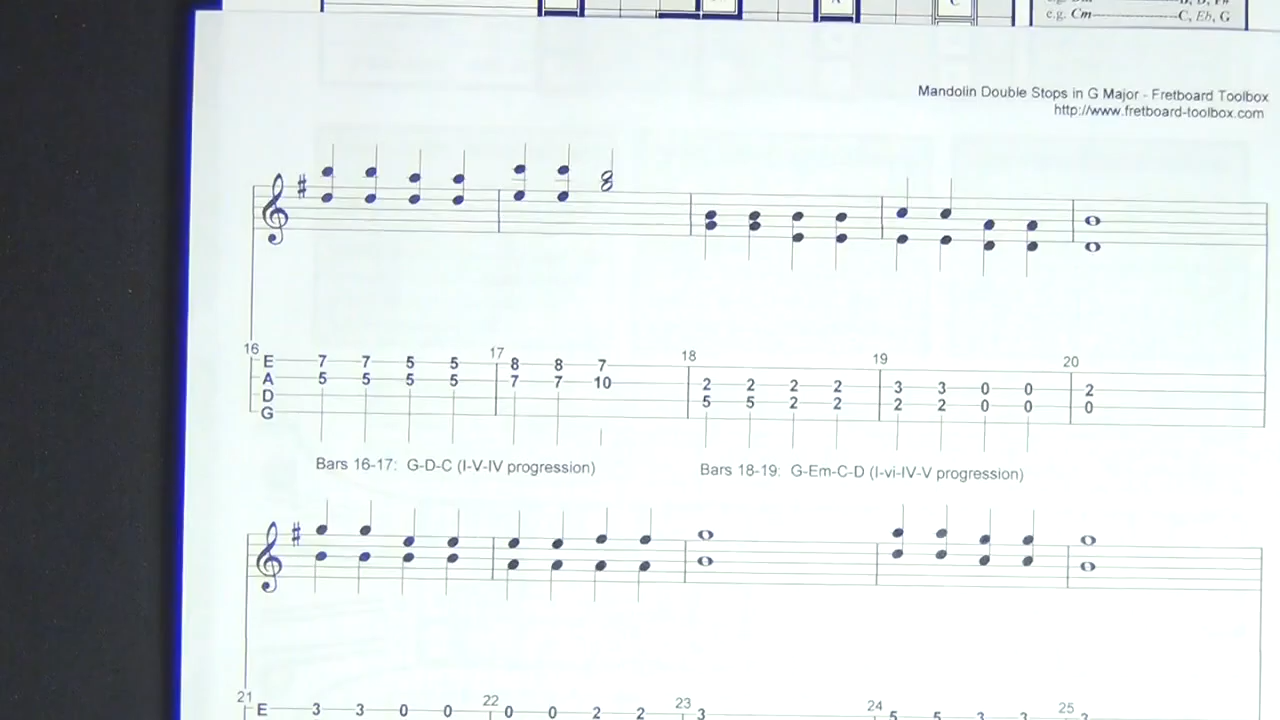 C
e.g. Cm C, Eb, G
Mandolin Double Stops in G Major - Fretboard Toolbox
http://www.fretboard-toolbox.com
16 17 18 19 20
E 7 7 5 5 8 8 7
A 5 5 5 5 7 7 10 2 2 2 2 3 3 0 0 2
D 5 5 2 2 2 2 0 0 0
G
Bars 16-17: G-D-C (I-V-IV progression) Bars 18-19: G-Em-C-D (I-vi-IV-V progression)
21 22 23 24 25
E 3 3 0 0 0 0 2 2 3 5 5 3 3